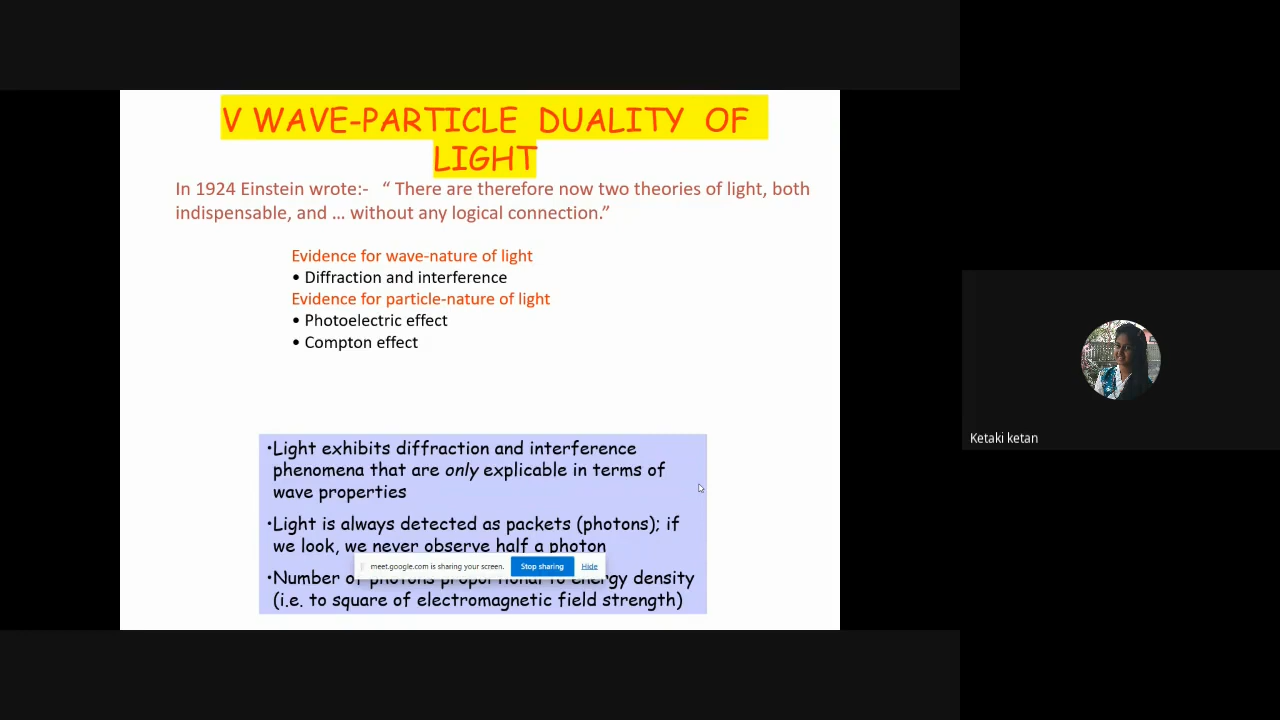 V WAVE-PARTICLE DUALITY OF
LIGHT
In 1924 Einstein wrote:- “ There are therefore now two theories of light, both
indispensable, and ... without any logical connection.”
Evidence for wave-nature of light
• Diffraction and interference
Evidence for particle-nature of light
• Photoelectric effect
• Compton effect
•Light exhibits diffraction and interference
phenomena that are only explicable in terms of
wave properties
•Light is always detected as packets (photons); if
we look, we never observe half a photon
meet.google.com is sharing your screen. Stop sharing Hide
•Number of photons proportional to energy density
(i.e. to square of electromagnetic field strength)
Ketaki ketan